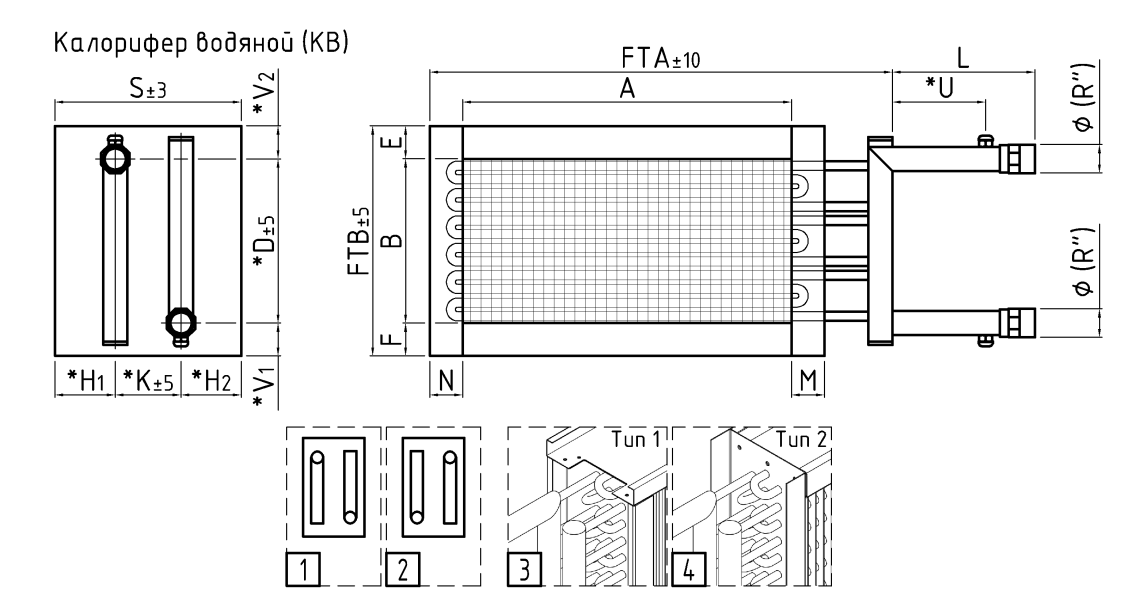 Калорифер водяной (КВ)
S±3
*V2
*D±5
*V1
*H1
*K±5
*H2
FTA±10
L
A
*U
ϕ (R")
E
FTB±5
B
F
ϕ (R")
N
M
Тип 1
Тип 2
1
2
3
4